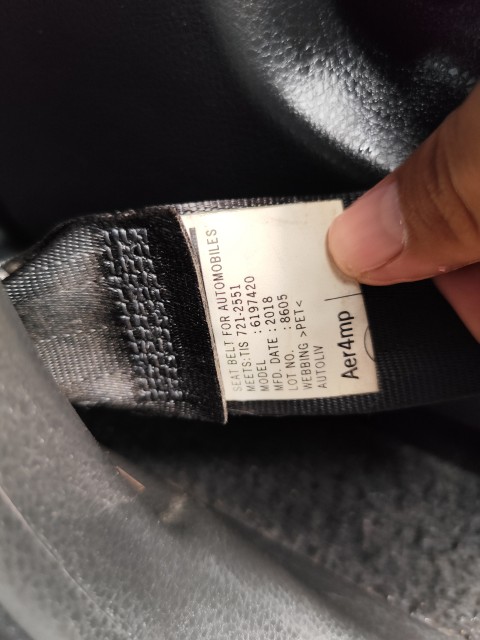 SEAT BELT FOR AUTOMOBILES
MEETS:TIS 721-2551
MODEL : 6197420
MFD. DATE : 2018
LOT NO. : 8605
WEBBING >PET<
AUTOLIV
Aer4mp